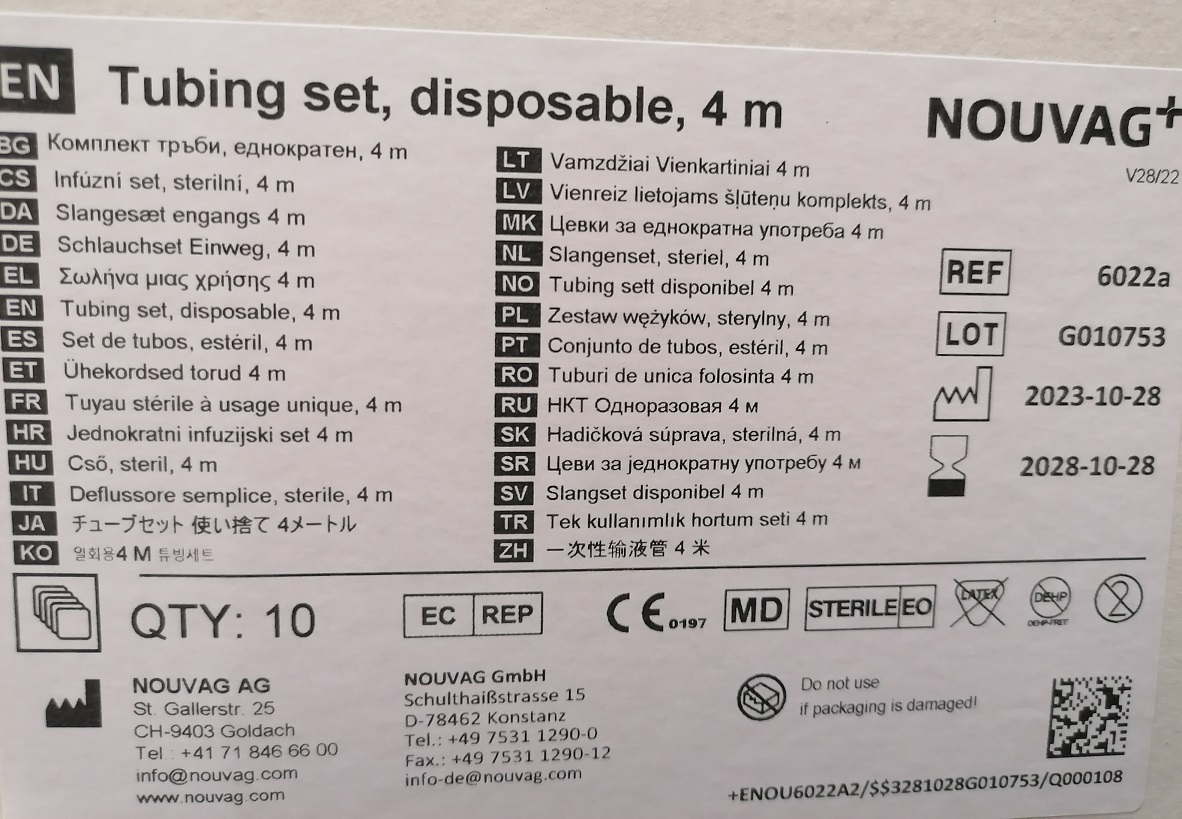 EN Tubing set, disposable, 4 m
NOUVAG+
V28/22
BG Комплект тръби, еднократен, 4 m
CS Infúzní set, sterilní, 4 m
DA Slangesæt engangs 4 m
DE Schlauchset Einweg, 4 m
EL Σωλήνα μιας χρήσης 4 m
EN Tubing set, disposable, 4 m
ES Set de tubos, estéril, 4 m
ET Ühekordsed torud 4 m
FR Tuyau stérile à usage unique, 4 m
HR Jednokratni infuzijski set 4 m
HU Cső, steril, 4 m
IT Deflussore semplice, sterile, 4 m
JA チューブセット 使い捨て 4メートル
KO 일회용4 M 튜빙세트
LT Vamzdžiai Vienkartiniai 4 m
LV Vienreiz lietojams šļūteņu komplekts, 4 m
MK Цевки за еднократна употреба 4 m
NL Slangenset, steriel, 4 m
NO Tubing sett disponibel 4 m
PL Zestaw wężyków, sterylny, 4 m
PT Conjunto de tubos, estéril, 4 m
RO Tuburi de unica folosinta 4 m
RU НКТ Одноразовая 4 м
SK Hadičková súprava, sterilná, 4 m
SR Цеви за једнократну употребу 4 м
SV Slangset disponibel 4 m
TR Tek kullanımlık hortum seti 4 m
ZH 一次性输液管 4 米
REF 6022a
LOT G010753
2023-10-28
2028-10-28
QTY: 10
EC REP
CE 0197
MD
STERILE EO
LATEX
DEHP
DEHP-FREE
2
NOUVAG AG
St. Gallerstr. 25
CH-9403 Goldach
Tel.: +41 71 846 66 00
info@nouvag.com
www.nouvag.com
NOUVAG GmbH
Schulthaißstrasse 15
D-78462 Konstanz
Tel.: +49 7531 1290-0
Fax.: +49 7531 1290-12
info-de@nouvag.com
Do not use
if packaging is damaged!
+ENOU6022A2/$$3281028G010753/Q000108